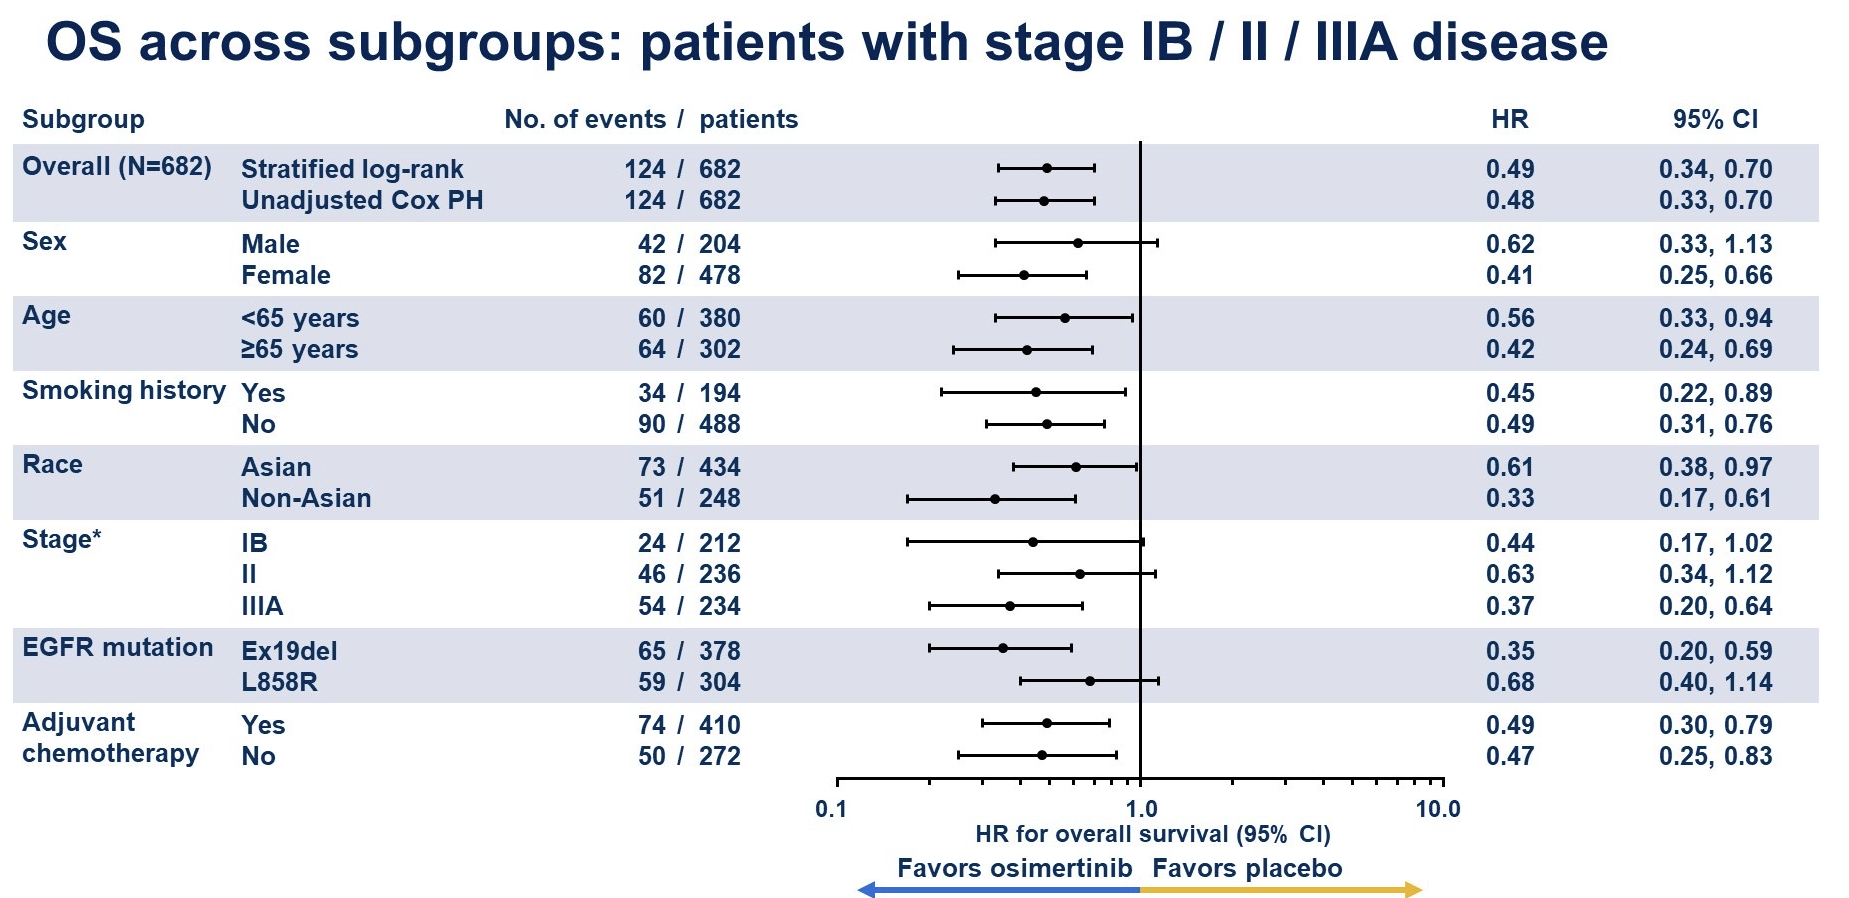 OS across subgroups: patients with stage IB / II / IIIA disease
Subgroup No. of events / patients HR 95% CI
Overall (N=682) Stratified log-rank 124 / 682 0.49 0.34, 0.70
Unadjusted Cox PH 124 / 682 0.48 0.33, 0.70
Sex Male 42 / 204 0.62 0.33, 1.13
Female 82 / 478 0.41 0.25, 0.66
Age <65 years 60 / 380 0.56 0.33, 0.94
≥65 years 64 / 302 0.42 0.24, 0.69
Smoking history Yes 34 / 194 0.45 0.22, 0.89
No 90 / 488 0.49 0.31, 0.76
Race Asian 73 / 434 0.61 0.38, 0.97
Non-Asian 51 / 248 0.33 0.17, 0.61
Stage* IB 24 / 212 0.44 0.17, 1.02
II 46 / 236 0.63 0.34, 1.12
IIIA 54 / 234 0.37 0.20, 0.64
EGFR mutation Ex19del 65 / 378 0.35 0.20, 0.59
L858R 59 / 304 0.68 0.40, 1.14
Adjuvant Yes 74 / 410 0.49 0.30, 0.79
chemotherapy No 50 / 272 0.47 0.25, 0.83
0.1 1.0 10.0
HR for overall survival (95% CI)
Favors osimertinib Favors placebo